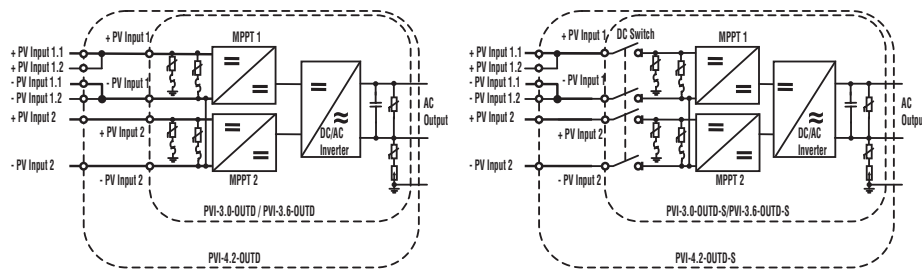 + PV Input 1
MPPT 1
+ PV Input 1.1
+ PV Input 1.2
- PV Input 1.1
- PV Input 1
- PV Input 1.2
+ PV Input 2
+ PV Input 2
DC/AC
Inverter
AC
Output
- PV Input 2
- PV Input 2
MPPT 2
PVI-3.0-OUTD / PVI-3.6-OUTD
PVI-4.2-OUTD
+ PV Input 1
DC Switch
MPPT 1
+ PV Input 1.1
+ PV Input 1.2
- PV Input 1.1
- PV Input 1
- PV Input 1.2
+ PV Input 2
+ PV Input 2
DC/AC
Inverter
AC
Output
- PV Input 2
- PV Input 2
MPPT 2
PVI-3.0-OUTD-S/PVI-3.6-OUTD-S
PVI-4.2-OUTD-S